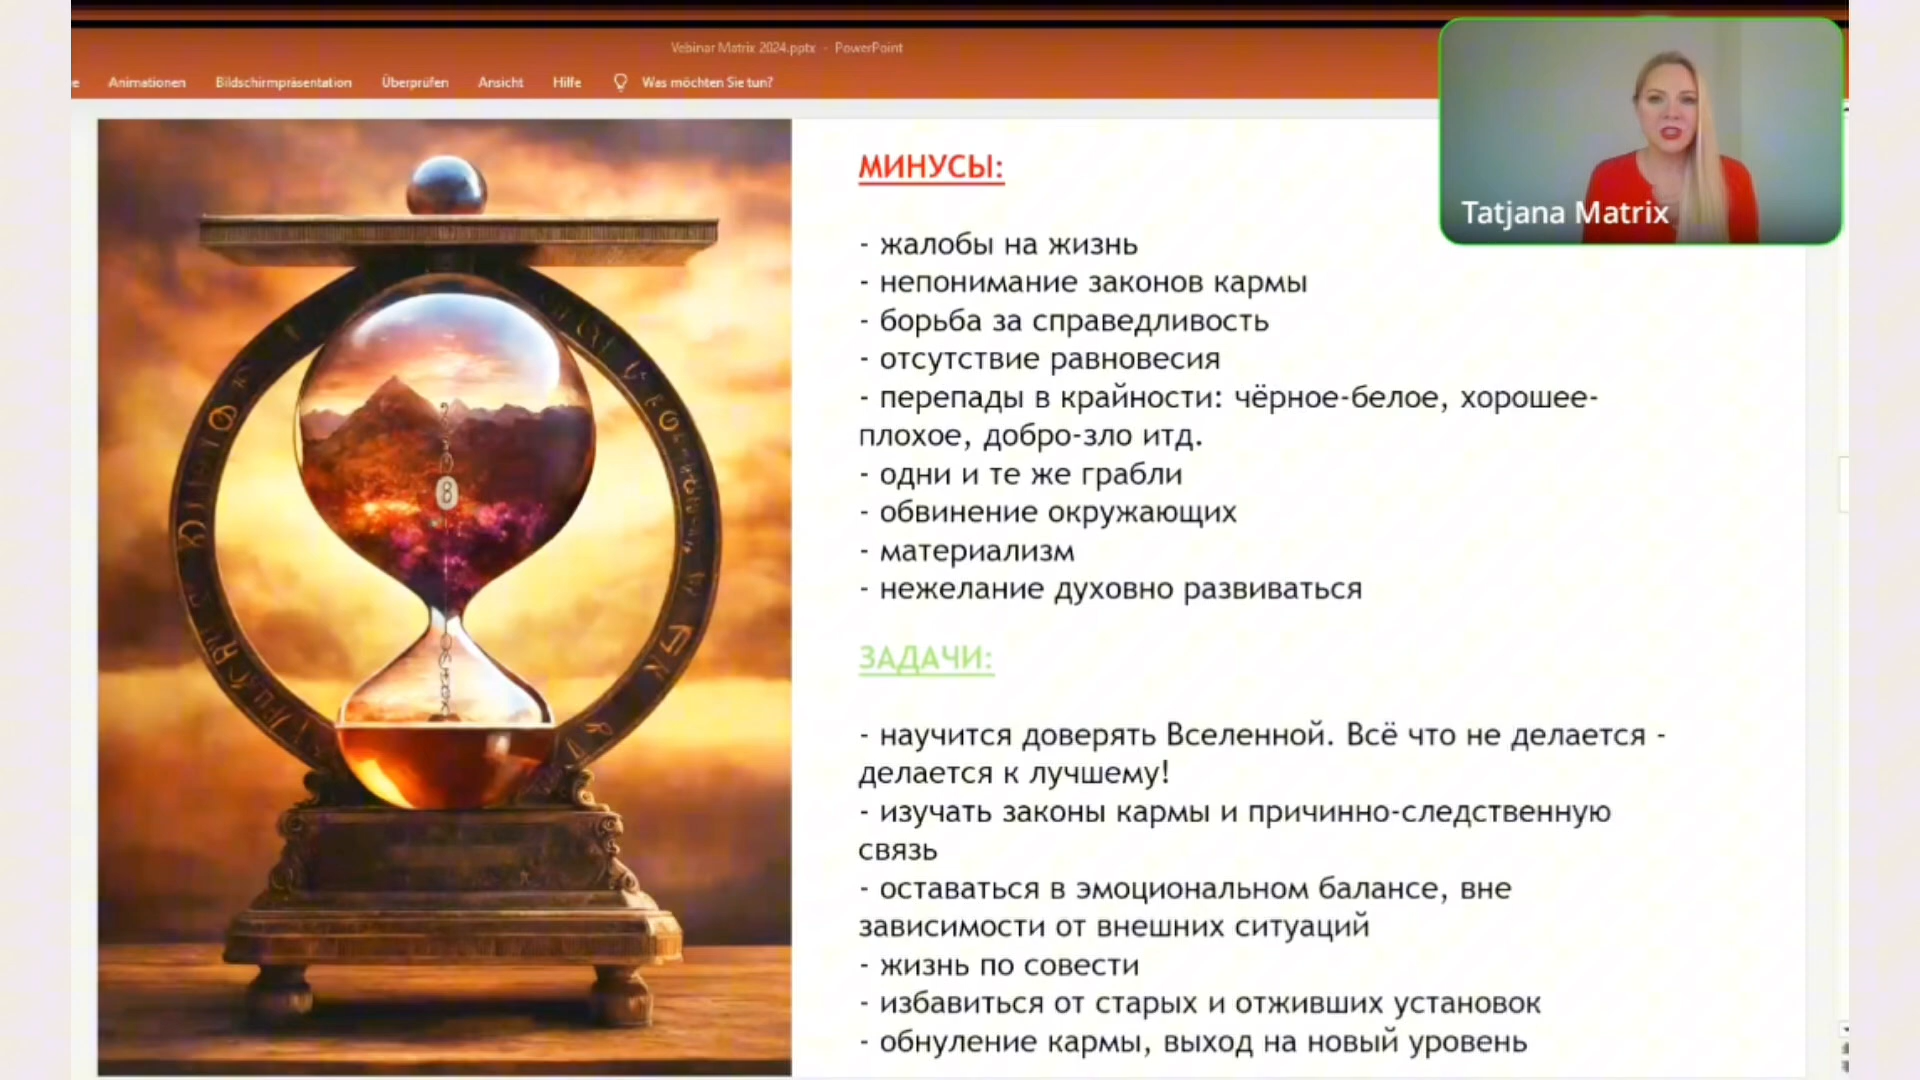 Vebinar Matrix 2024.pptx - PowerPoint
e Animationen Bildschirmpräsentation Überprüfen Ansicht Hilfe Was möchten Sie tun?
Tatjana Matrix
МИНУСЫ:
- жалобы на жизнь
- непонимание законов кармы
- борьба за справедливость
- отсутствие равновесия
- перепады в крайности: чёрное-белое, хорошее-
плохое, добро-зло итд.
- одни и те же грабли
- обвинение окружающих
- материализм
- нежелание духовно развиваться
ЗАДАЧИ:
- научится доверять Вселенной. Всё что не делается -
делается к лучшему!
- изучать законы кармы и причинно-следственную
связь
- оставаться в эмоциональном балансе, вне
зависимости от внешних ситуаций
- жизнь по совести
- избавиться от старых и отживших установок
- обнуление кармы, выход на новый уровень
8